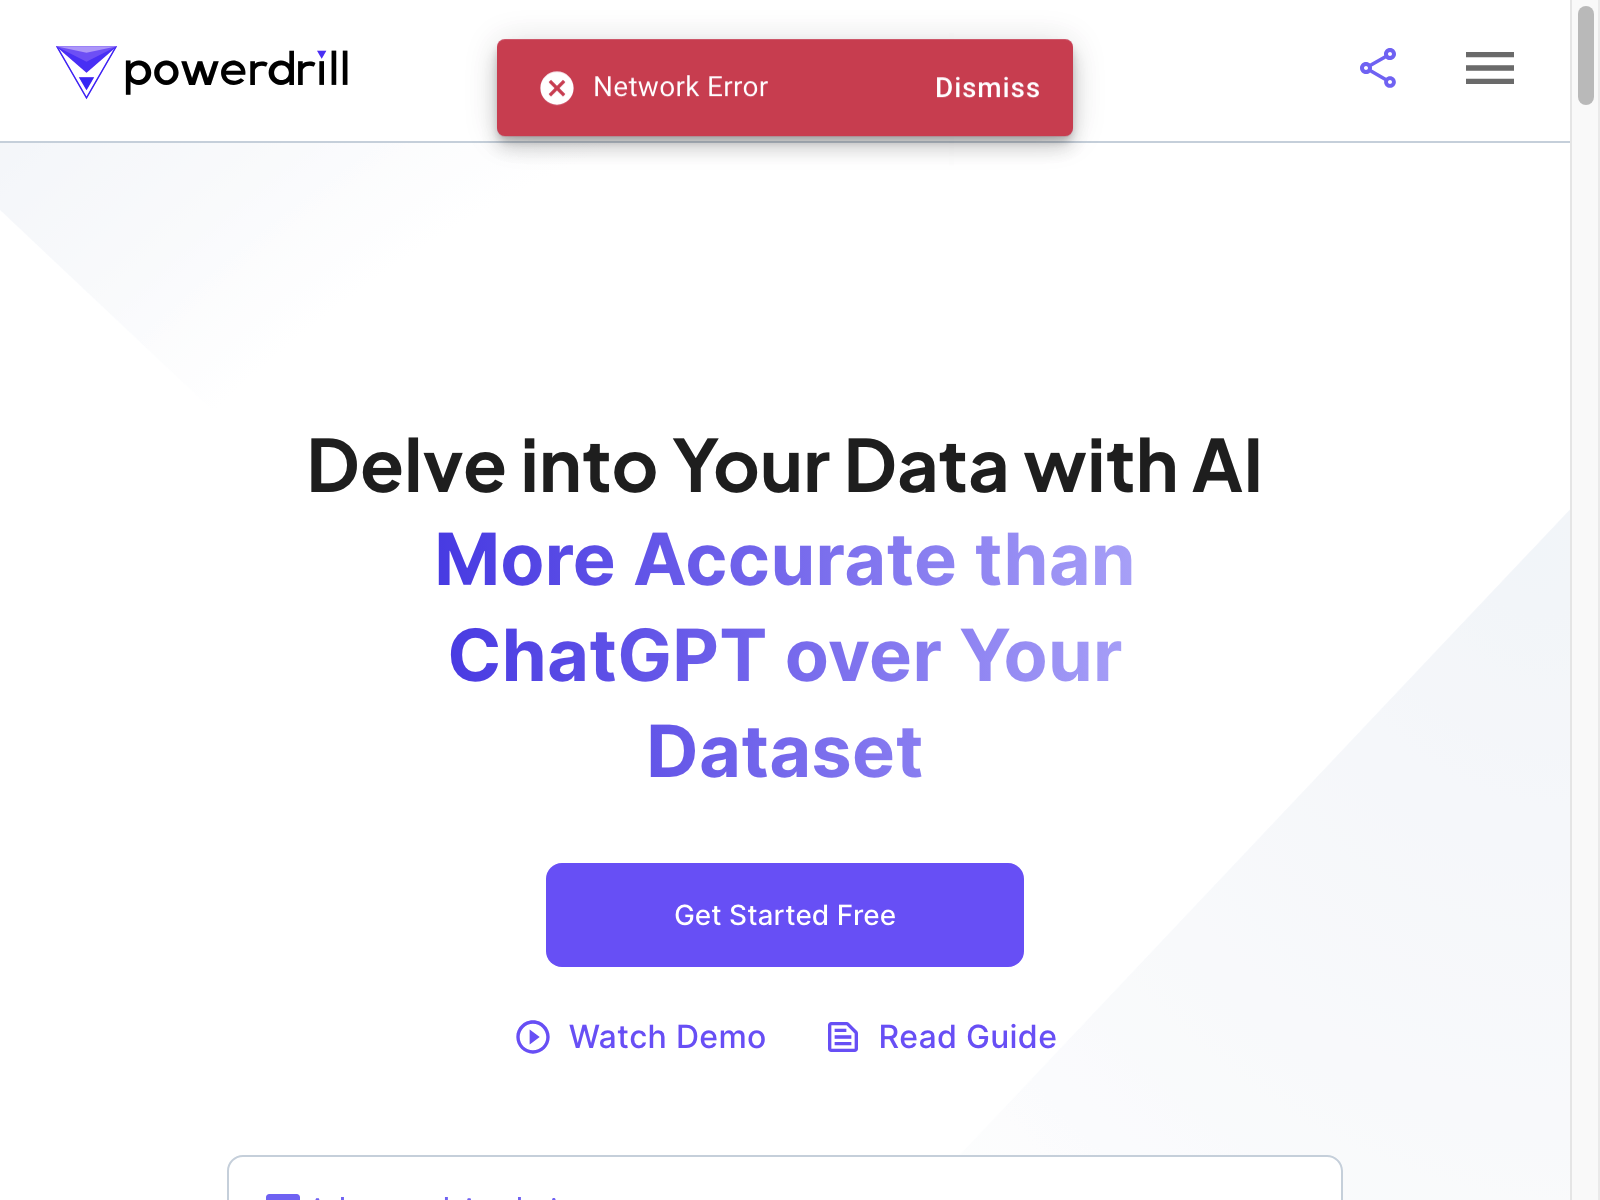 powerdrill
Network Error
Dismiss
Delve into Your Data with AI
More Accurate than
ChatGPT over Your
Dataset
Get Started Free
Watch Demo
Read Guide